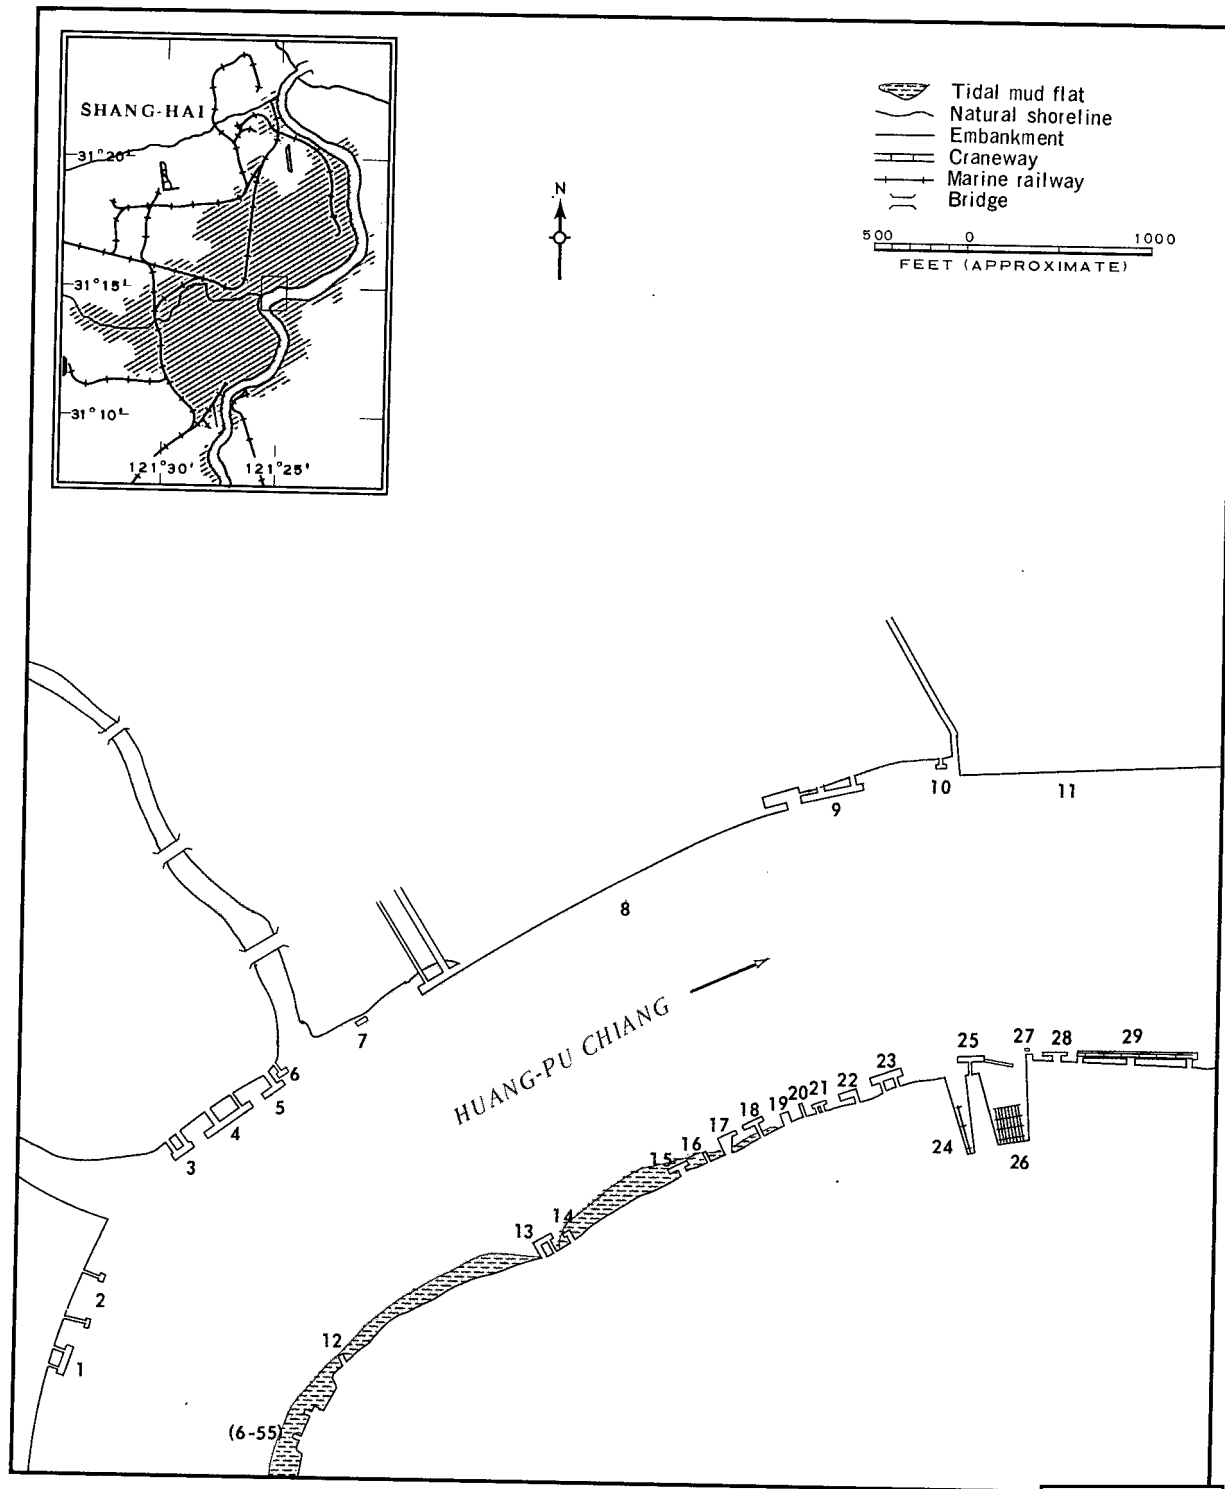 SHANG-HAI
31°20'
31°15'
31°10'
121°30' 121°25'
N
Tidal mud flat
Natural shoreline
Embankment
Craneway
Marine railway
Bridge
500 0 1000
FEET (APPROXIMATE)
10
11
9
8
7
HUANG-PU CHIANG
6
5
4
3
27
25 28 29
23
22
21
20
19
18
17
16
15
24 26
14
13
2
1
12
(6-55)